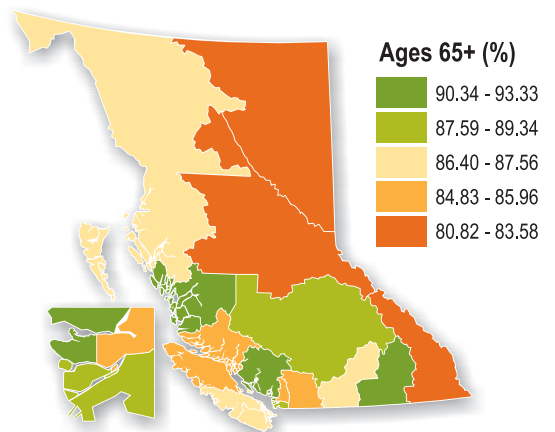 Ages 65+ (%)
90.34 - 93.33
87.59 - 89.34
86.40 - 87.56
84.83 - 85.96
80.82 - 83.58